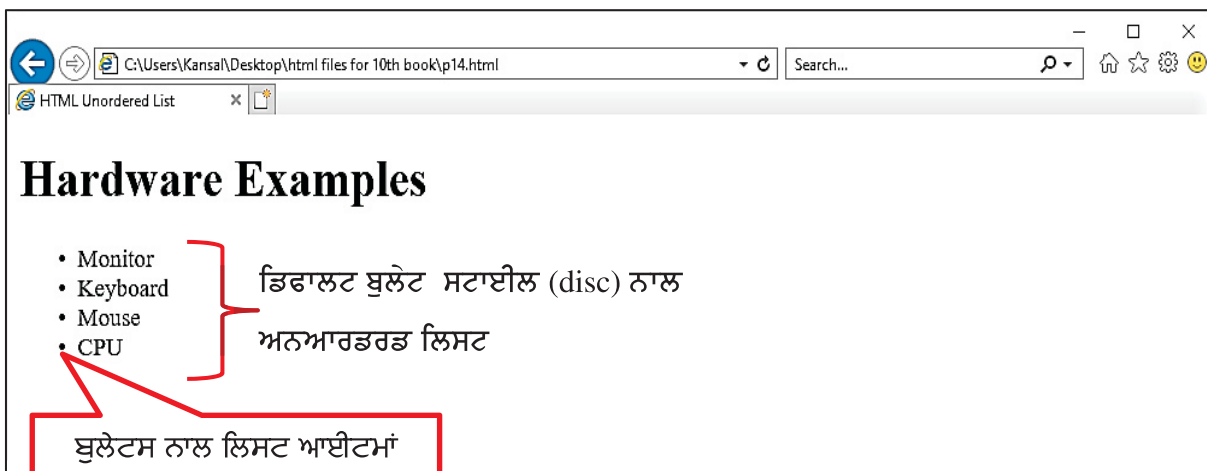 C:\Users\Kansal\Desktop\html files for 10th book\p14.html
Search...
HTML Unordered List
Hardware Examples
• Monitor
• Keyboard
• Mouse
• CPU
ਡਿਫਾਲਟ ਬੁਲੇਟ ਸਟਾਈਲ (disc) ਨਾਲ
ਅਨਆਰਡਰਡ ਲਿਸਟ
ਬੁਲੇਟਸ ਨਾਲ ਲਿਸਟ ਆਈਟਮਾਂ